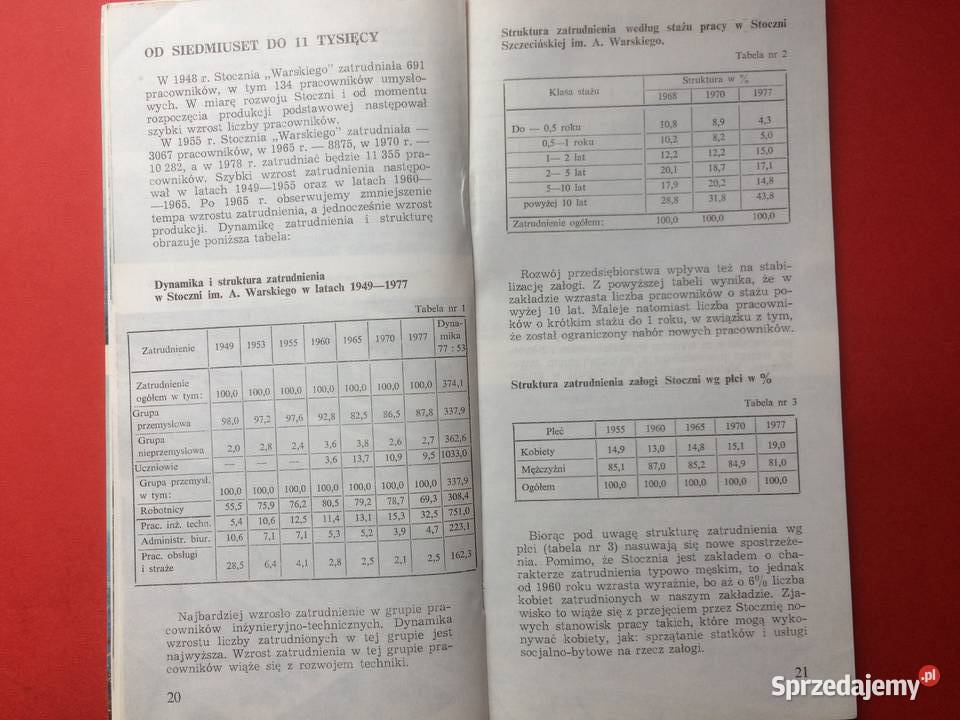 OD SIEDMIUSET DO 11 TYSIĘCY
W 1948 r. Stocznia „Warskiego" zatrudniała 691
pracowników, w tym 134 pracowników umysło-
wych. W miarę rozwoju Stoczni i od momentu
rozpoczęcia produkcji podstawowej następował
szybki wzrost liczby pracowników.
W 1955 r. Stocznia „Warskiego" zatrudniała —
3067 pracowników, w 1965 r. — 8875, w 1970 r. —
10 282, a w 1978 r. zatrudniać będzie 11 355 pra-
cowników. Szybki wzrost zatrudnienia następo-
wał w latach 1949—1955 oraz w latach 1960—
—1965. Po 1965 r. obserwujemy zmniejszenie
tempa wzrostu zatrudnienia, a jednocześnie wzrost
produkcji. Dynamikę zatrudnienia i strukturę
obrazuje poniższa tabela:
Dynamika i struktura zatrudnienia
w Stoczni im. A. Warskiego w latach 1949—1977
Tabela nr 1
Zatrudnienie 1949 1953 1955 1960 1965 1970 1977 Dyna-
mika
77 : 53
Zatrudnienie
ogółem w tym: 100,0 100,0 100,0 100,0 100,0 100,0 100,0 374,1
Grupa
przemysłowa 98,0 97,2 97,6 92,8 82,5 86,5 87,8 337,9
Grupa
nieprzemysłowa 2,0 2,8 2,4 3,6 3,8 2,6 2,7 362,6
Uczniowie — — — 3,6 13,7 10,9 9,5 1033,0
Grupa przemysł.
w tym: 100,0 100,0 100,0 100,0 100,0 100,0 100,0 337,9
Robotnicy 55,5 75,9 76,2 80,5 79,2 78,7 69,3 308,4
Prac. inż. techn. 5,4 10,6 12,5 11,4 13,1 15,3 32,5 751,0
Administr. biur. 10,6 7,1 7,1 5,3 5,2 3,9 4,7 223,1
Prac. obsługi
i straże 28,5 6,4 4,1 2,8 2,5 2,1 2,5 162,3
Najbardziej wzrosło zatrudnienie w grupie pra-
cowników inżynieryjno-technicznych. Dynamika
wzrostu liczby zatrudnionych w tej grupie jest
najwyższa. Wzrost zatrudnienia w tej grupie pra-
cowników wiąże się z rozwojem techniki.
20
Struktura zatrudnienia według stażu pracy w Stoczni
Szczecińskiej im. A. Warskiego.
Tabela nr 2
Klasa stażu Struktura w %
1968 1970 1977
Do — 0,5 roku 10,8 8,9 4,3
0,5—1 roku 10,2 8,2 5,0
1— 2 lat 12,2 12,2 15,0
2— 5 lat 20,1 18,7 17,1
5—10 lat 17,9 20,2 14,8
powyżej 10 lat 28,8 31,8 43,8
Zatrudnienie ogółem: 100,0 100,0 100,0
Rozwój przedsiębiorstwa wpływa też na stabi-
lizację załogi. Z powyższej tabeli wynika, że w
zakładzie wzrasta liczba pracowników o stażu po-
wyżej 10 lat. Maleje natomiast liczba pracowni-
ków o krótkim stażu do 1 roku, w związku z tym,
że został ograniczony nabór nowych pracowników.
Struktura zatrudnienia załogi Stoczni wg płci w %
Tabela nr 3
Płeć 1955 1960 1965 1970 1977
Kobiety 14,9 13,0 14,8 15,1 19,0
Mężczyźni 85,1 87,0 85,2 84,9 81,0
Ogółem 100,0 100,0 100,0 100,0 100,0
Biorąc pod uwagę strukturę zatrudnienia wg
płci (tabela nr 3) nasuwają się nowe spostrzeże-
nia. Pomimo, że Stocznia jest zakładem o cha-
rakterze zatrudnienia typowo męskim, to jednak
od 1960 roku wzrasta wyraźnie, bo aż o 6% liczba
kobiet zatrudnionych w naszym zakładzie. Zja-
wisko to wiąże się z przejęciem przez Stocznię no-
wych stanowisk pracy takich, które mogą wyko-
nywać kobiety, jak: sprzątanie statków i usługi
socjalno-bytowe na rzecz załogi.
21
Sprzedajemy.pl